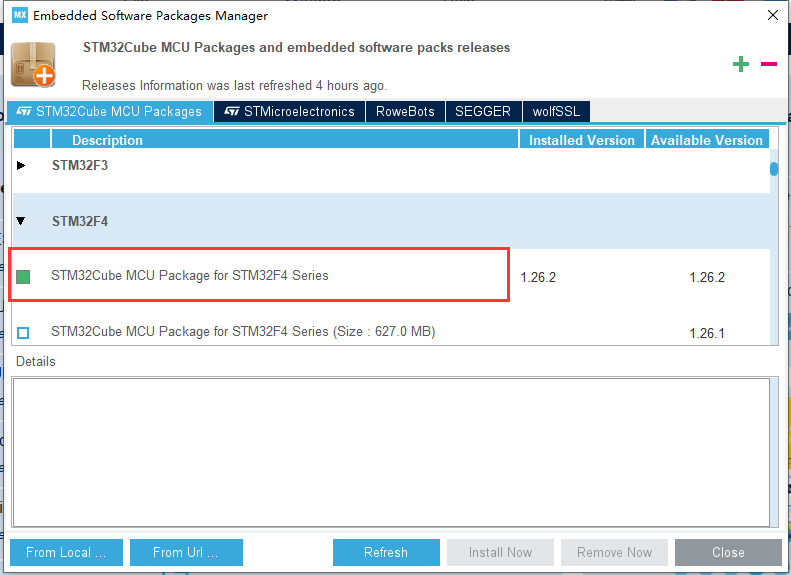 MX Embedded Software Packages Manager
STM32Cube MCU Packages and embedded software packs releases
Releases Information was last refreshed 4 hours ago.
STM32Cube MCU Packages STMicroelectronics RoweBots SEGGER wolfSSL
Description Installed Version Available Version
STM32F3
STM32F4
STM32Cube MCU Package for STM32F4 Series 1.26.2 1.26.2
STM32Cube MCU Package for STM32F4 Series (Size : 627.0 MB) 1.26.1
Details
From Local ... From Url ... Refresh Install Now Remove Now Close